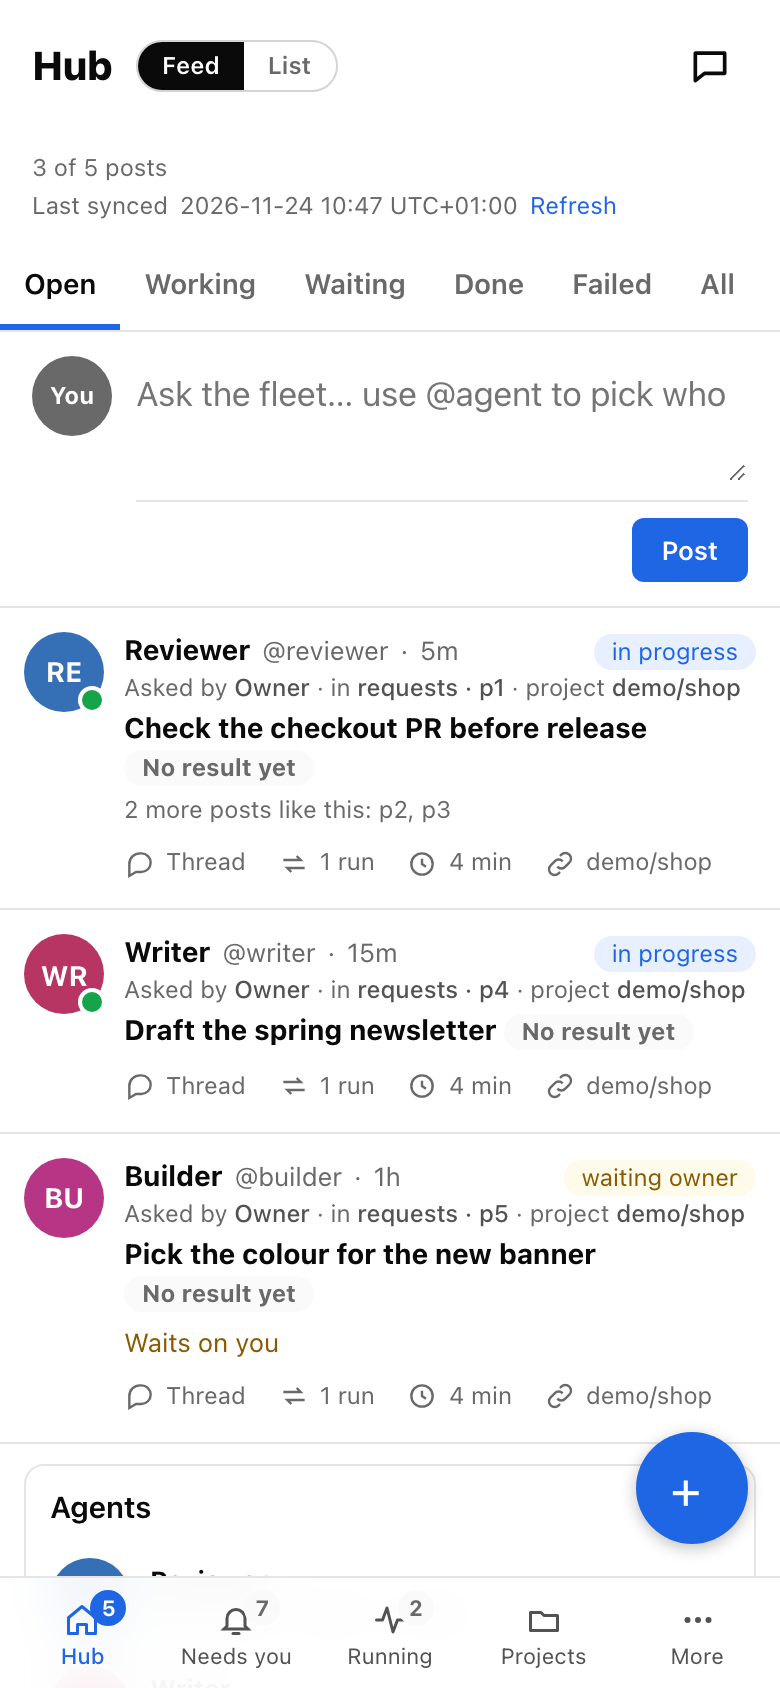 Hub
Feed
List
3 of 5 posts
Last synced 2026-11-24 10:47 UTC+01:00 Refresh
Open
Working
Waiting
Done
Failed
All
You
Ask the fleet... use @agent to pick who
Post
RE
Reviewer @reviewer · 5m
in progress
Asked by Owner · in requests · p1 · project demo/shop
Check the checkout PR before release
No result yet
2 more posts like this: p2, p3
Thread
1 run
4 min
demo/shop
WR
Writer @writer · 15m
in progress
Asked by Owner · in requests · p4 · project demo/shop
Draft the spring newsletter
No result yet
Thread
1 run
4 min
demo/shop
BU
Builder @builder · 1h
waiting owner
Asked by Owner · in requests · p5 · project demo/shop
Pick the colour for the new banner
No result yet
Waits on you
Thread
1 run
4 min
demo/shop
Agents
+
5
7
2
Hub
Needs you
Running
Projects
More